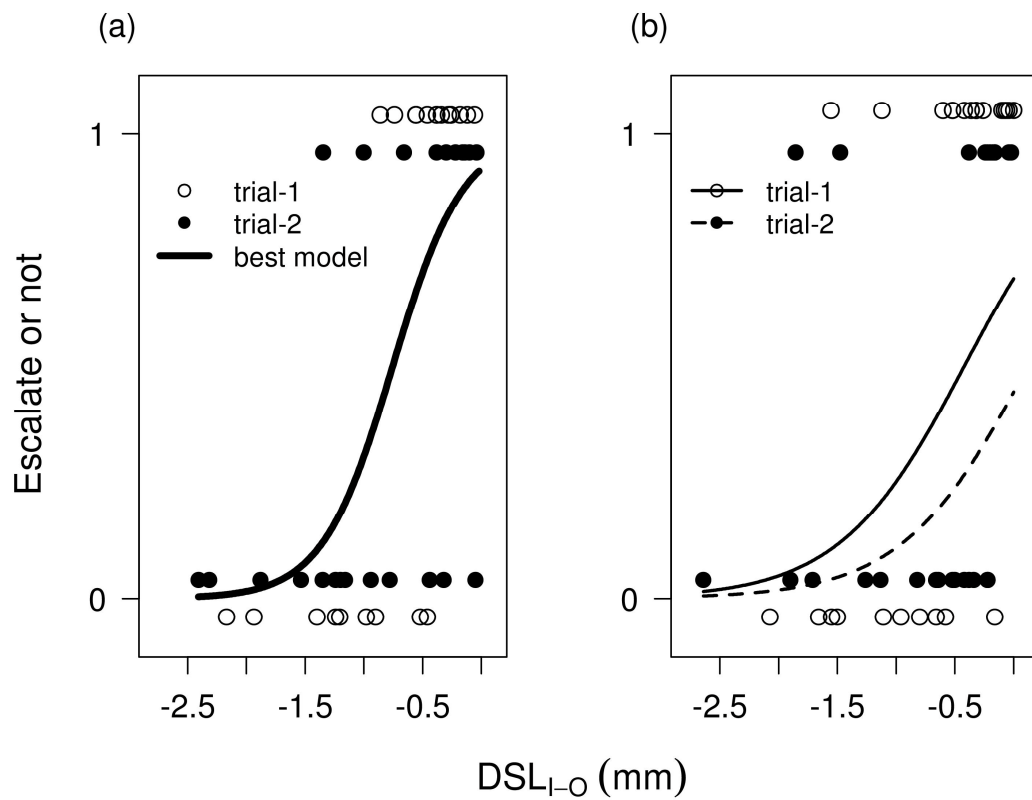 (a)
(b)
Escalate or not
1
0
trial-1
trial-2
best model
-2.5 -1.5 -0.5
1
0
trial-1
trial-2
-2.5 -1.5 -0.5
DSL I–O (mm)